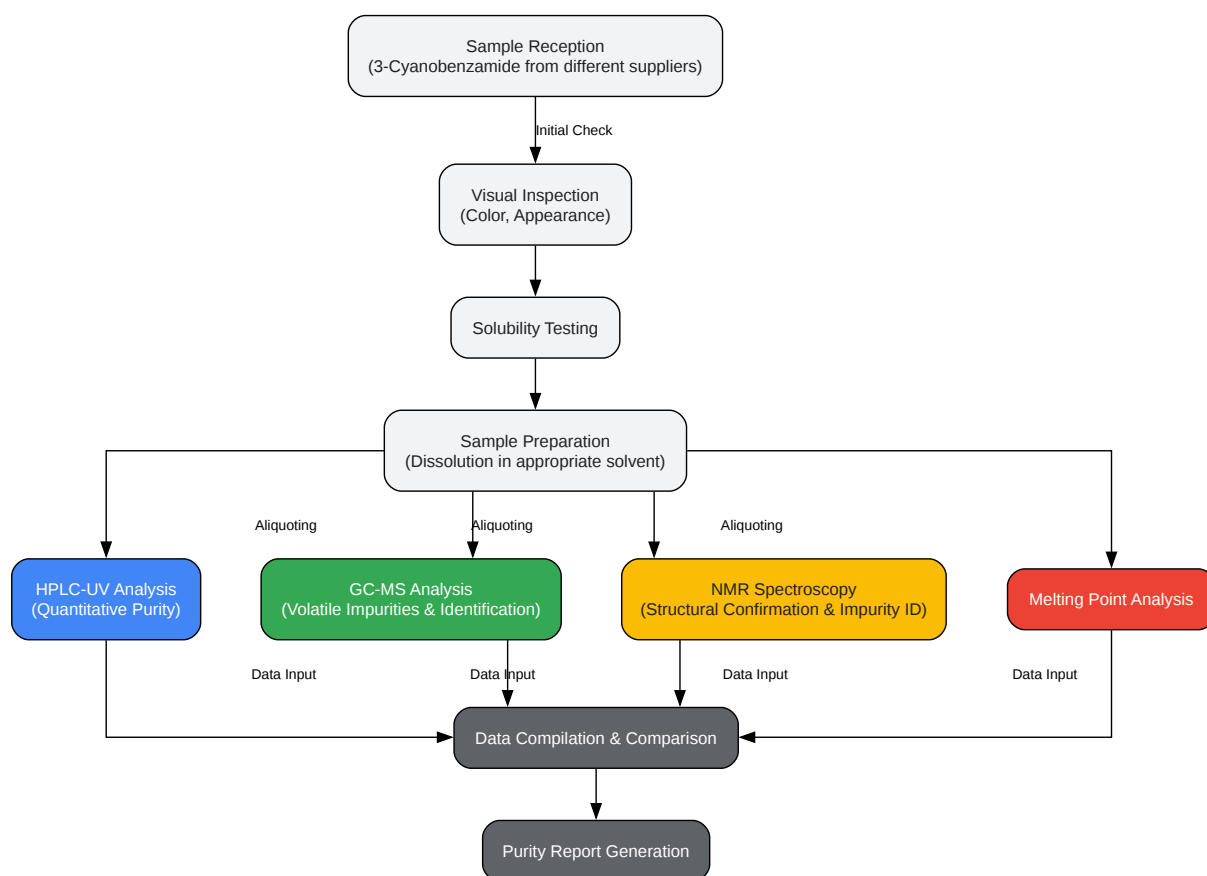 Sample Reception
(3-Cyanobenzamide from different suppliers)
Initial Check
Visual Inspection
(Color, Appearance)
Solubility Testing
Sample Preparation
(Dissolution in appropriate solvent)
Aliquoting
Aliquoting
Aliquoting
HPLC-UV Analysis
(Quantitative Purity)
GC-MS Analysis
(Volatile Impurities & Identification)
NMR Spectroscopy
(Structural Confirmation & Impurity ID)
Melting Point Analysis
Data Input
Data Input
Data Input
Data Input
Data Compilation & Comparison
Purity Report Generation